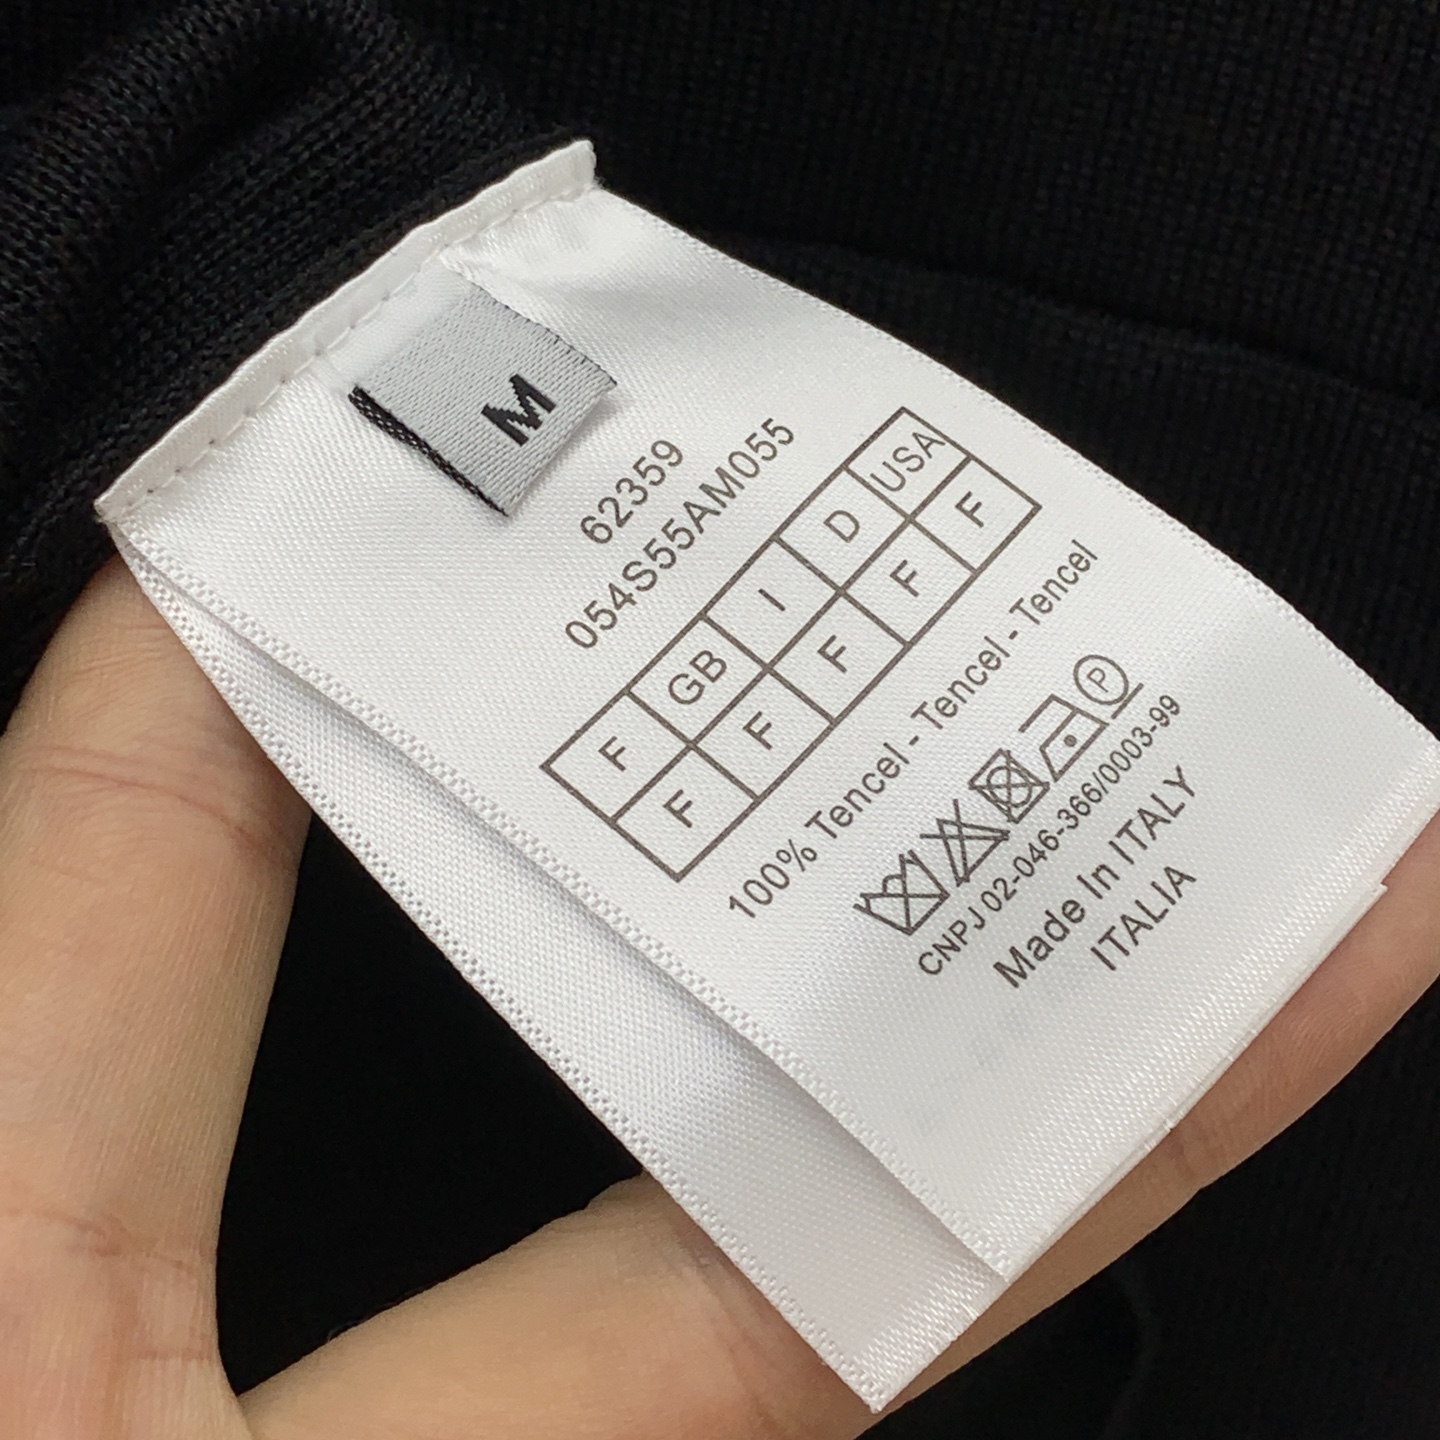 M
62359
054S55AM055
F GB I D USA
F F F F F
100% Tencel - Tencel - Tencel
P
CNPJ 02-046-366/0003-99
Made In ITALY
ITALIA